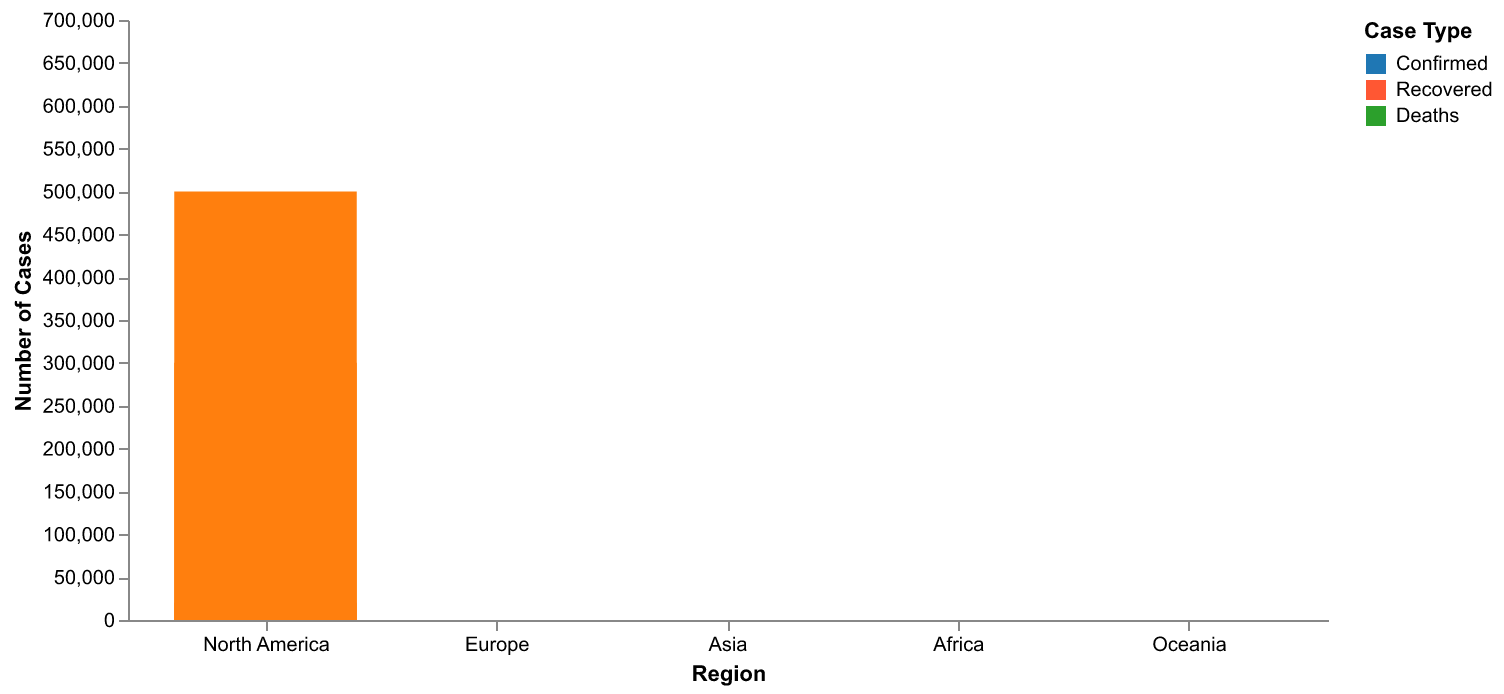 700,000
650,000
600,000
550,000
500,000
450,000
400,000
350,000
300,000
250,000
200,000
150,000
100,000
50,000
0
Number of Cases
North America
Europe
Asia
Africa
Oceania
Region
Case Type
Confirmed
Recovered
Deaths